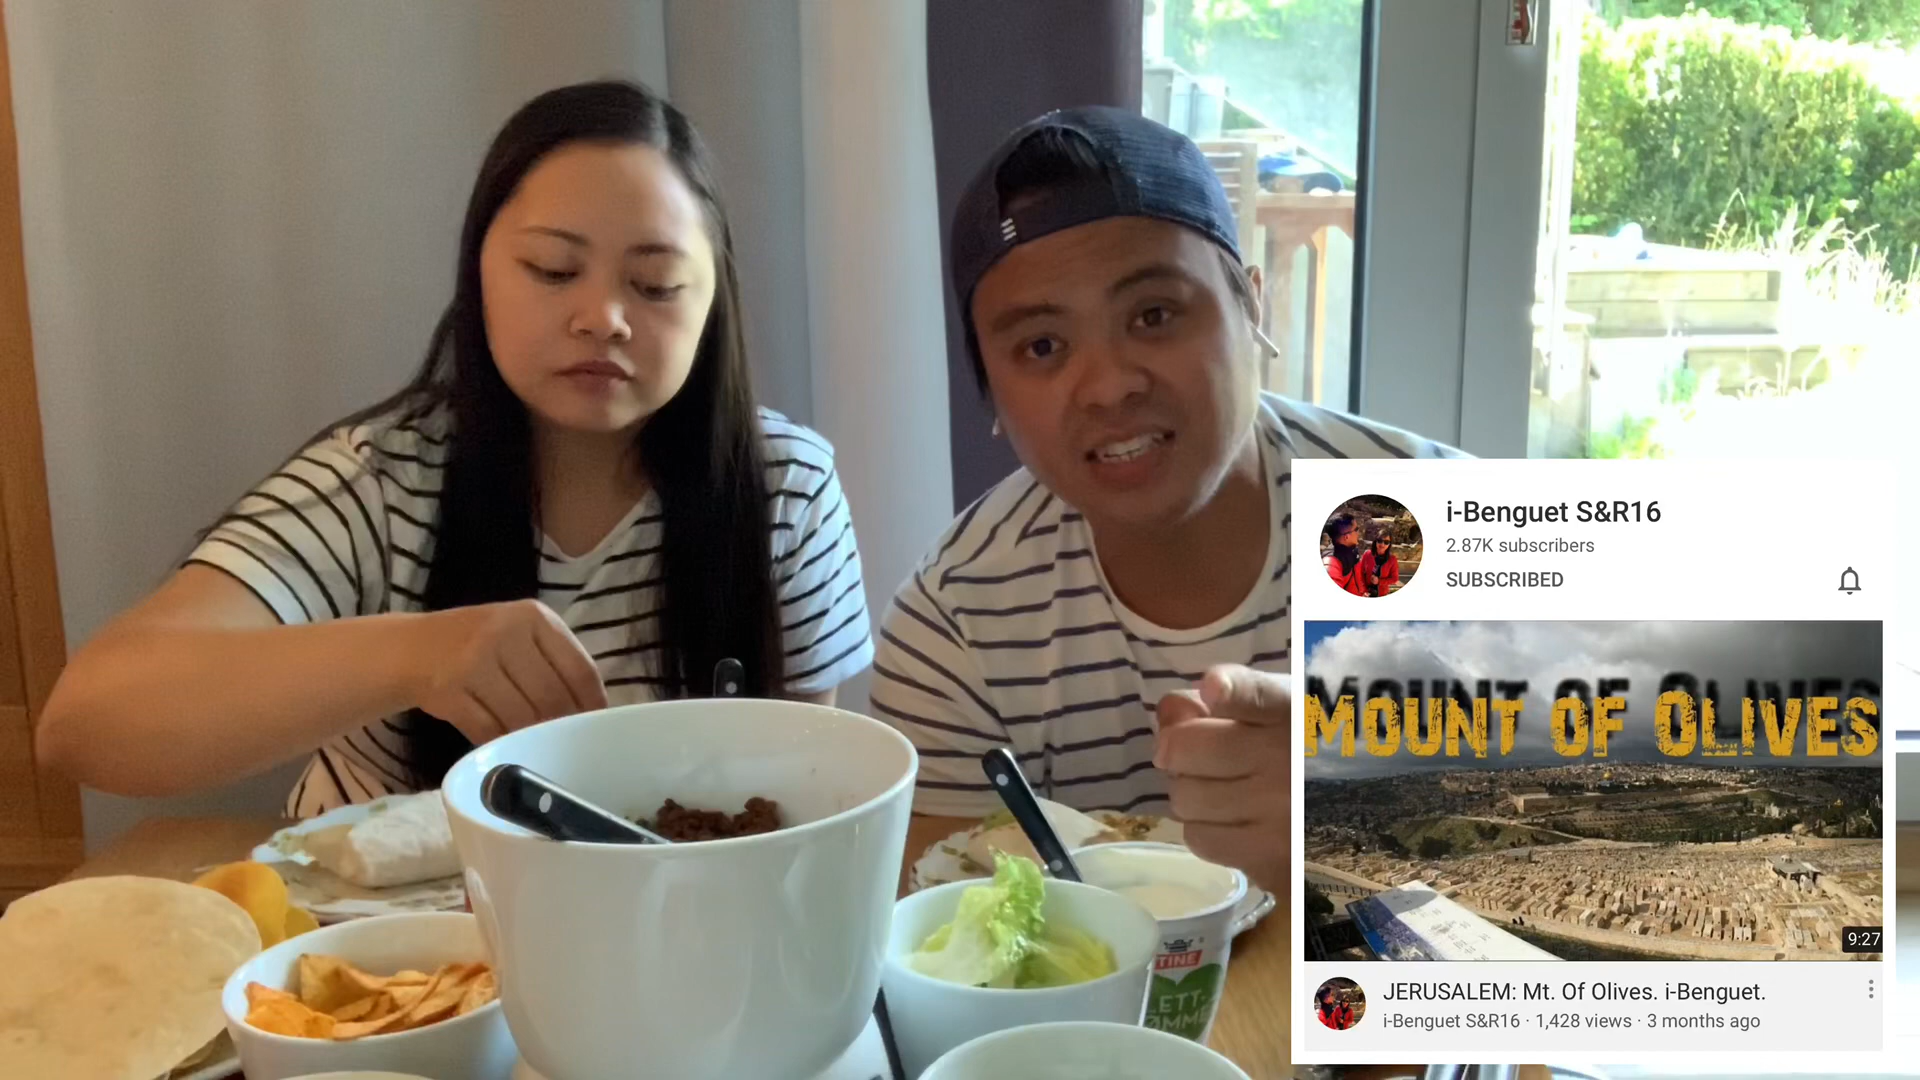 i-Benguet S&R16
2.87K subscribers
SUBSCRIBED
MOUNT OF OLIVES
9:27
JERUSALEM: Mt. Of Olives. i-Benguet.
i-Benguet S&R16 · 1,428 views · 3 months ago
TINE